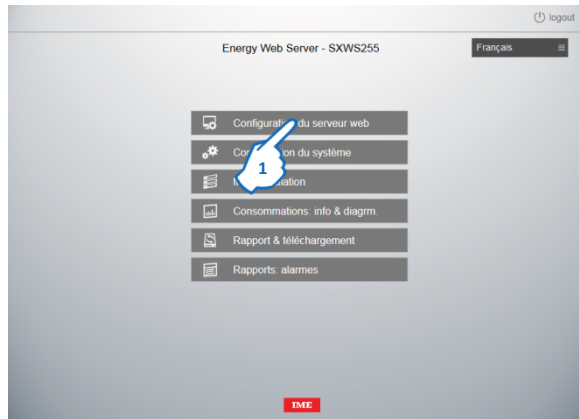 logout
Energy Web Server - SXWS255
Français
Configuration du serveur web
du système
1
Consommations: info & diagrm.
Rapport & téléchargement
Rapports: alarmes
IME